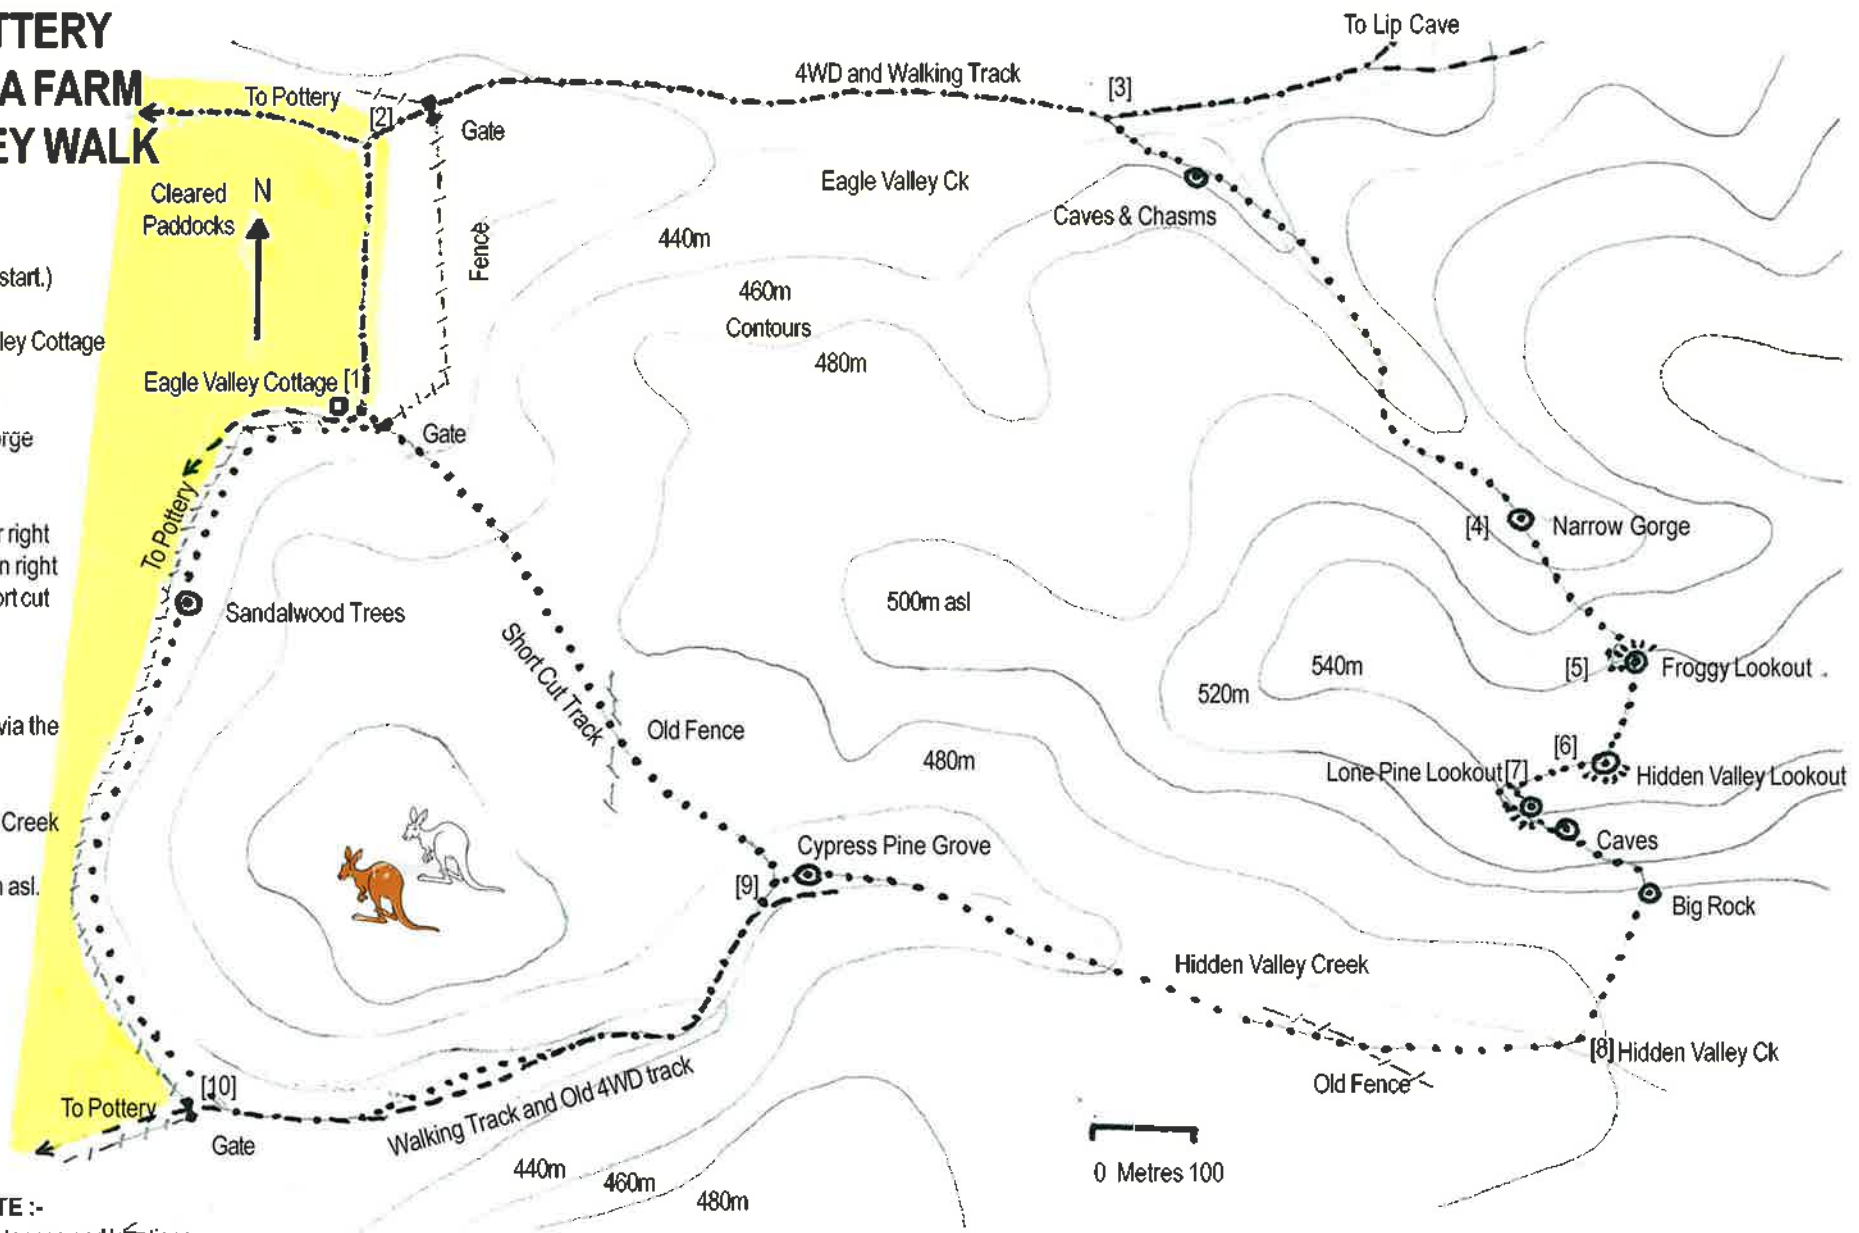 TTERY
A FARM
EY WALK
start.)
ley Cottage
rge
r right
n right
ort cut
via the
Creek
asl.
TE :-
To Pottery
[2]
Gate
4WD and Walking Track
[3]
To Lip Cave
Cleared
Paddocks
N
Fence
Eagle Valley Ck
Caves & Chasms
440m
460m
Contours
480m
Eagle Valley Cottage [1
Gate
To Pottery
Sandalwood Trees
Short Cut Track
Old Fence
500m asl
[4]
Narrow Gorge
540m
520m
[5]
Froggy Lookout
[6]
Hidden Valley Lookout
Lone Pine Lookout [7]
Caves
Big Rock
480m
Cypress Pine Grove
[9]
Hidden Valley Creek
[8] Hidden Valley Ck
Old Fence
[10]
To Pottery
Gate
Walking Track and Old 4WD track
440m
460m
480m
0 Metres 100